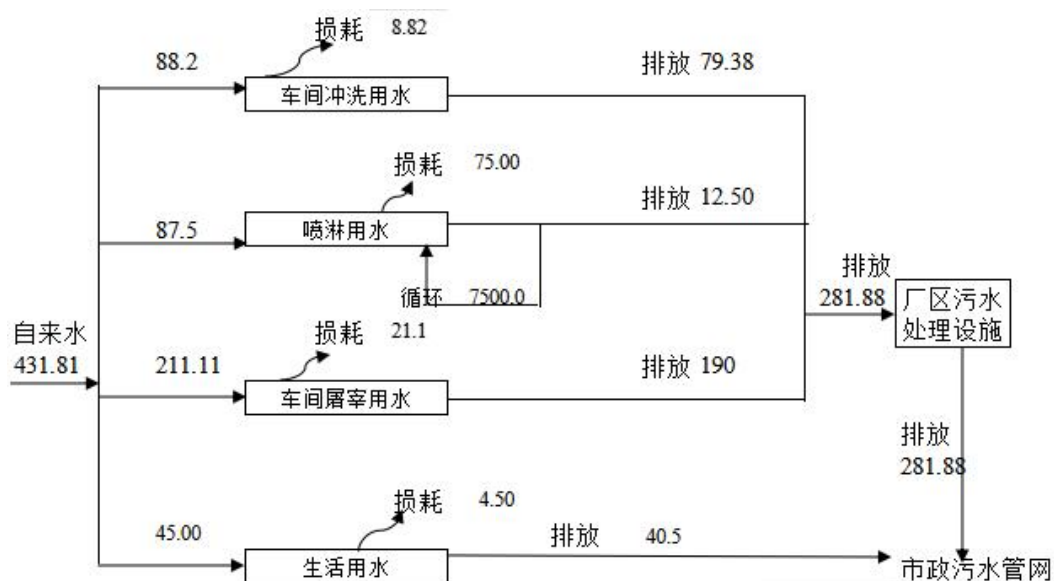 损耗 8.82
88.2
排放 79.38
车间冲洗用水
损耗 75.00
排放 12.50
87.5
喷淋用水
循环 7500.0
排放
281.88
厂区污水
处理设施
自来水
431.81
损耗 21.1
211.11
排放 190
车间屠宰用水
排放
281.88
损耗 4.50
45.00
排放 40.5
生活用水
市政污水管网